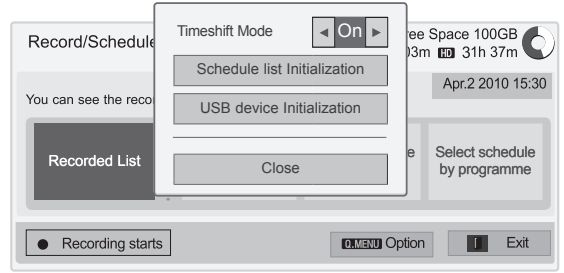 Record/Schedule
Free Space 100GB
03m HD 31h 37m
Timeshift Mode ◄ On ►
Schedule list Initialization
USB device Initialization
Close
Apr.2 2010 15:30
You can see the
Recorded List
Select schedule
by programme
● Recording starts
Q.MENU Option
Exit